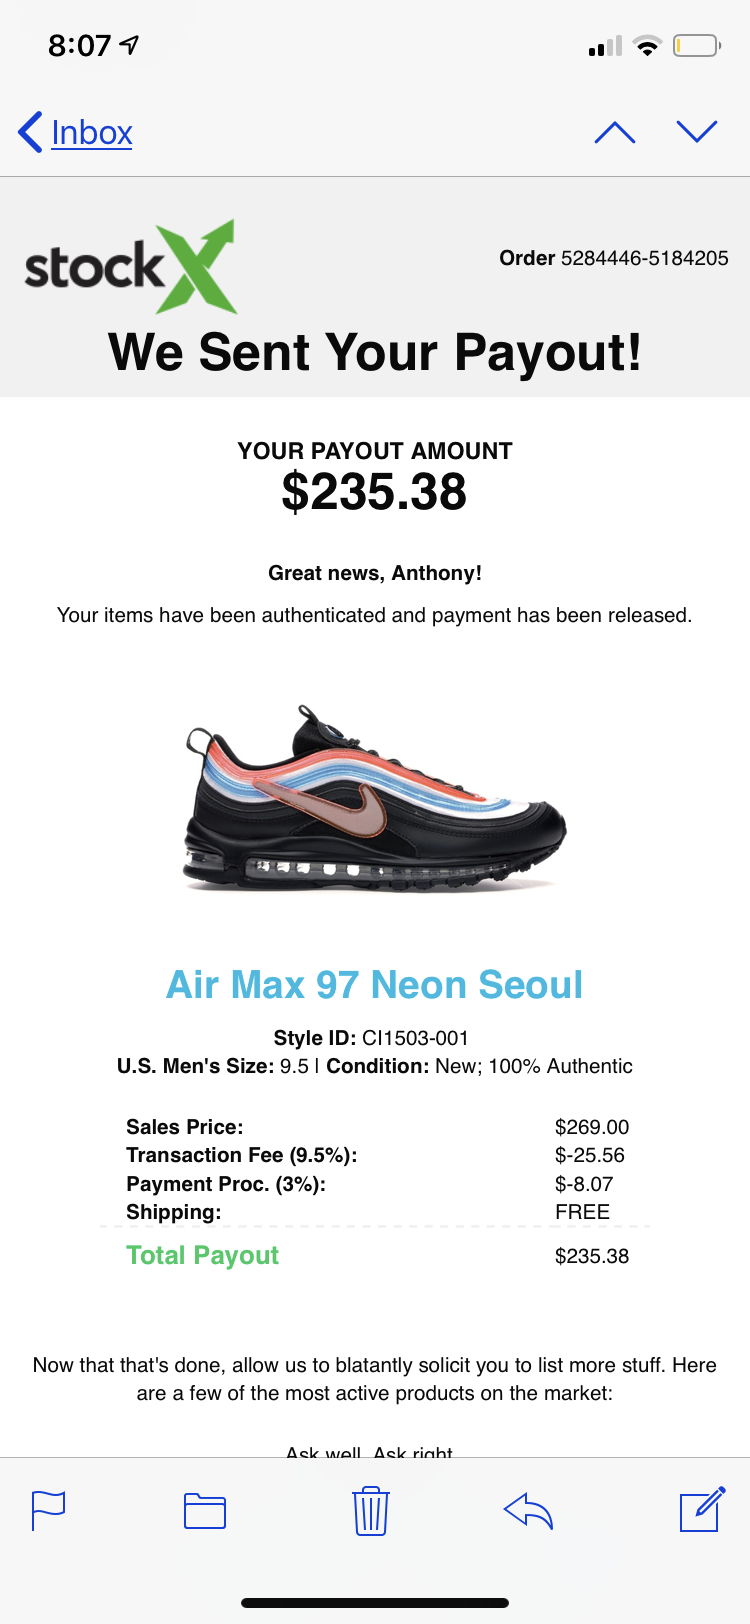 8:07
Inbox
stockX
Order 5284446-5184205
We Sent Your Payout!
YOUR PAYOUT AMOUNT
$235.38
Great news, Anthony!
Your items have been authenticated and payment has been released.
Air Max 97 Neon Seoul
Style ID: CI1503-001
U.S. Men's Size: 9.5 | Condition: New; 100% Authentic
Sales Price: $269.00
Transaction Fee (9.5%): $-25.56
Payment Proc. (3%): $-8.07
Shipping: FREE
Total Payout $235.38
Now that that's done, allow us to blatantly solicit you to list more stuff. Here
are a few of the most active products on the market:
Ask well. Ask right.